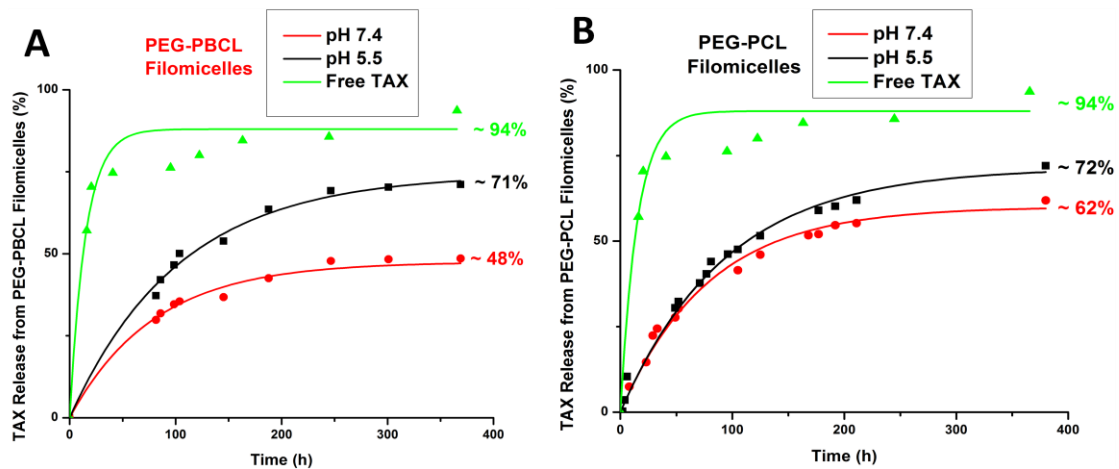 A
PEG-PBCL
Filomicelles
pH 7.4
pH 5.5
Free TAX
TAX Release from PEG-PBCL Filomicelles (%)
100
50
0
~ 94%
~ 71%
~ 48%
0
100
200
300
400
Time (h)
B
PEG-PCL
Filomicelles
pH 7.4
pH 5.5
Free TAX
TAX Release from PEG-PCL Filomicelles (%)
100
50
0
~ 94%
~ 72%
~ 62%
0
100
200
300
400
Time (h)